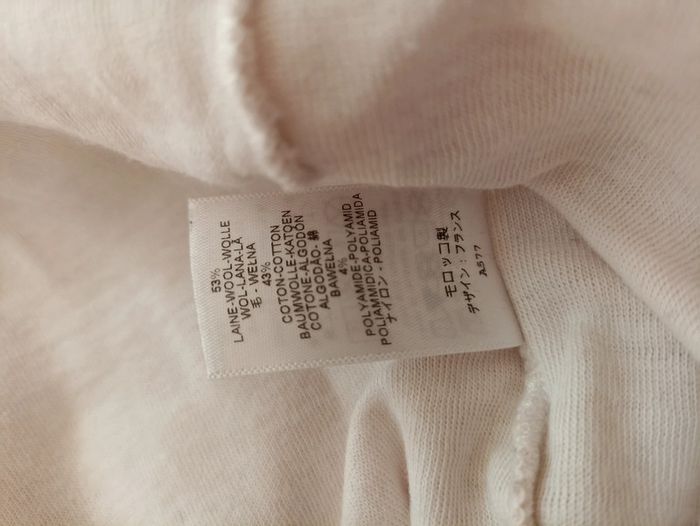 53%
LAINE-WOOL-WOLLE
WOL-LANA-LÃ
毛 - WEŁNA
43%
COTON-COTTON
BAUMWOLLE-KATOEN
COTONE-ALGODÓN
ALGODÃO- 綿
BAWEŁNA
4%
POLYAMIDE-POLYAMID
POLIAMMIDICA-POLIAMIDA
ナイロン - POLIAMID
モロッコ製
デザイン：フランス
A577